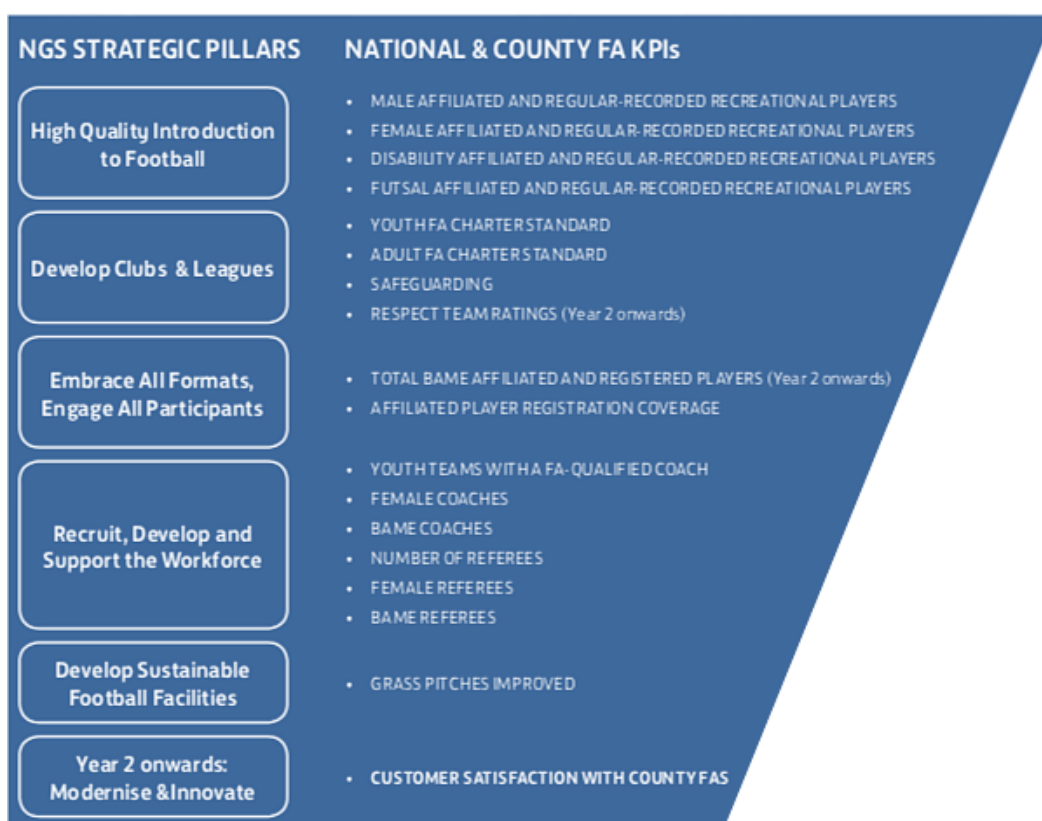 NGS STRATEGIC PILLARS
NATIONAL & COUNTY FA KPIs
High Quality Introduction
to Football
• MALE AFFILIATED AND REGULAR-RECORDED RECREATIONAL PLAYERS
• FEMALE AFFILIATED AND REGULAR-RECORDED RECREATIONAL PLAYERS
• DISABILITY AFFILIATED AND REGULAR-RECORDED RECREATIONAL PLAYERS
• FUTSAL AFFILIATED AND REGULAR-RECORDED RECREATIONAL PLAYERS
Develop Clubs & Leagues
• YOUTH FA CHARTER STANDARD
• ADULT FA CHARTER STANDARD
• SAFEGUARDING
• RESPECT TEAM RATINGS (Year 2 onwards)
Embrace All Formats,
Engage All Participants
• TOTAL BAME AFFILIATED AND REGISTERED PLAYERS (Year 2 onwards)
• AFFILIATED PLAYER REGISTRATION COVERAGE
Recruit, Develop and
Support the Workforce
• YOUTH TEAMS WITH A FA-QUALIFIED COACH
• FEMALE COACHES
• BAME COACHES
• NUMBER OF REFEREES
• FEMALE REFEREES
• BAME REFEREES
Develop Sustainable
Football Facilities
• GRASS PITCHES IMPROVED
Year 2 onwards:
Modernise & Innovate
• CUSTOMER SATISFACTION WITH COUNTY FAS